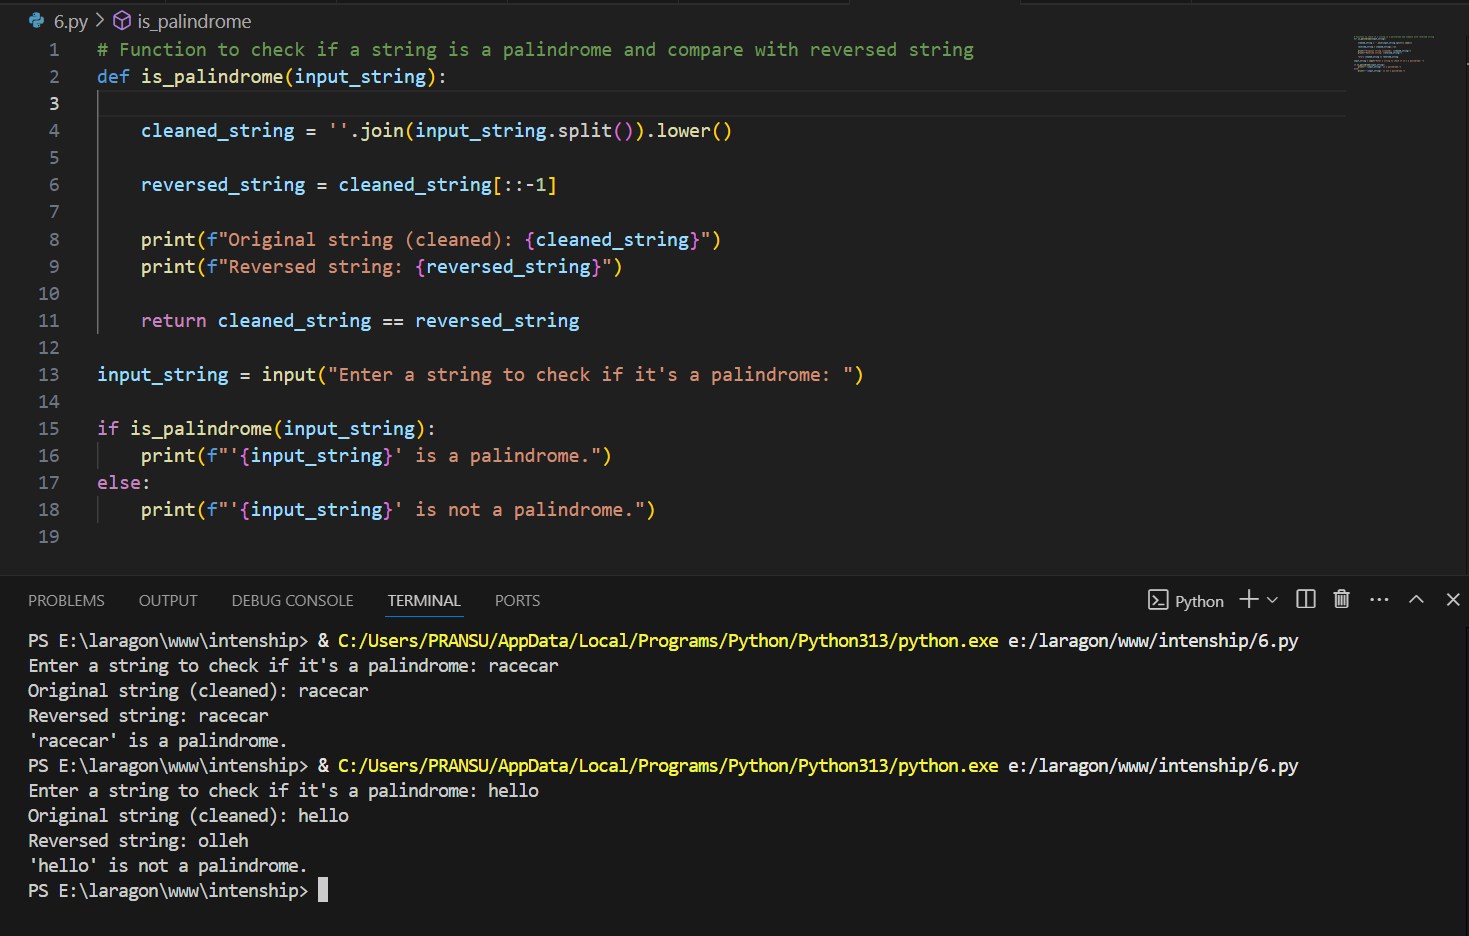 6.py > is_palindrome
1 # Function to check if a string is a palindrome and compare with reversed string
2 def is_palindrome(input_string):
3
4     cleaned_string = ''.join(input_string.split()).lower()
5
6     reversed_string = cleaned_string[::-1]
7
8     print(f"Original string (cleaned): {cleaned_string}")
9     print(f"Reversed string: {reversed_string}")
10
11     return cleaned_string == reversed_string
12
13 input_string = input("Enter a string to check if it's a palindrome: ")
14
15 if is_palindrome(input_string):
16     print(f"'{input_string}' is a palindrome.")
17 else:
18     print(f"'{input_string}' is not a palindrome.")
19
PROBLEMS OUTPUT DEBUG CONSOLE TERMINAL PORTS Python
PS E:\laragon\www\intenship> & C:/Users/PRANSU/AppData/Local/Programs/Python/Python313/python.exe e:/laragon/www/intenship/6.py
Enter a string to check if it's a palindrome: racecar
Original string (cleaned): racecar
Reversed string: racecar
'racecar' is a palindrome.
PS E:\laragon\www\intenship> & C:/Users/PRANSU/AppData/Local/Programs/Python/Python313/python.exe e:/laragon/www/intenship/6.py
Enter a string to check if it's a palindrome: hello
Original string (cleaned): hello
Reversed string: olleh
'hello' is not a palindrome.
PS E:\laragon\www\intenship>